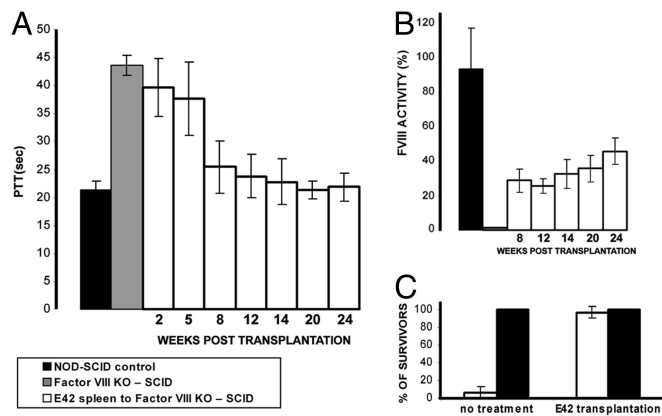 A
50
45
40
35
30
25
20
15
10
5
0
PTT(sec)
2 5 8 12 14 20 24
WEEKS POST TRANSPLANTATION
NOD-SCID control
Factor VIII KO – SCID
E42 spleen to Factor VIII KO – SCID
B
120
100
80
60
40
20
0
FVIII ACTIVITY (%)
8 12 14 20 24
WEEKS POST TRANSPLANTATION
C
100
80
60
40
20
0
% OF SURVIVORS
no treatment E42 transplantation